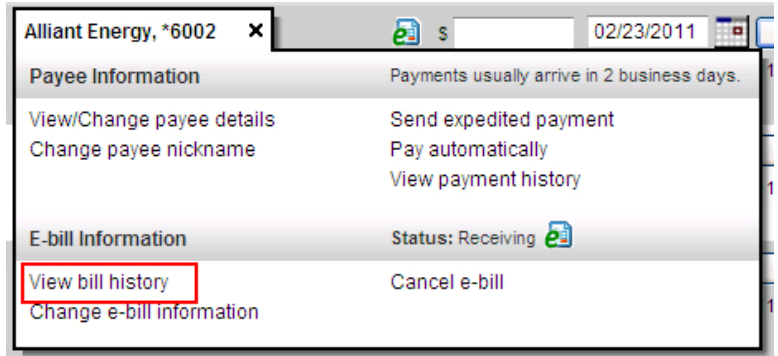 Alliant Energy, *6002 x $ 02/23/2011
Payee Information Payments usually arrive in 2 business days.
View/Change payee details Send expedited payment
Change payee nickname Pay automatically
View payment history
E-bill Information Status: Receiving
View bill history Cancel e-bill
Change e-bill information